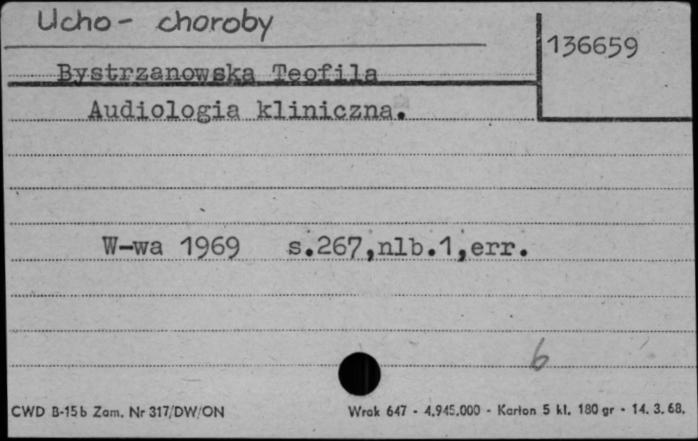 Ucho - choroby
136659
Bystrzanowska Teofila
Audiologia kliniczna.
W-wa 1969 s.267,nlb.1,err.
b
CWD B-15b Zam. Nr 317/DW/ON Wrak 647 - 4.945.000 - Karton 5 kl. 180 gr - 14. 3. 68.